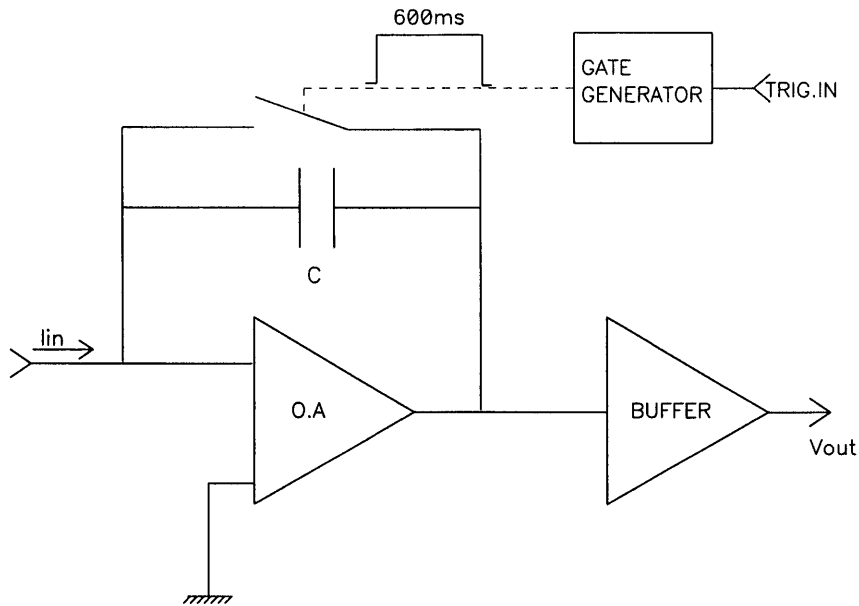 600ms
GATE
GENERATOR
TRIG.IN
C
Iin
O.A
BUFFER
Vout